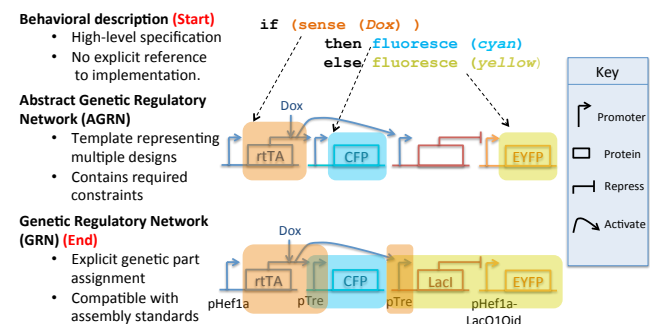 Behavioral description (Start)
• High-level specification
• No explicit reference
to implementation.
if (sense (Dox) )
then fluoresce (cyan)
else fluoresce (yellow)
Key
Promoter
Protein
Repress
Activate
Abstract Genetic Regulatory
Network (AGRN)
• Template representing
multiple designs
• Contains required
constraints
Dox
rtTA
CFP
EYFP
Genetic Regulatory Network
(GRN) (End)
• Explicit genetic part
assignment
• Compatible with
assembly standards
Dox
rtTA
CFP
LacI
EYFP
pHef1a
pTre
pTre
pHef1a-
LacO1Oid